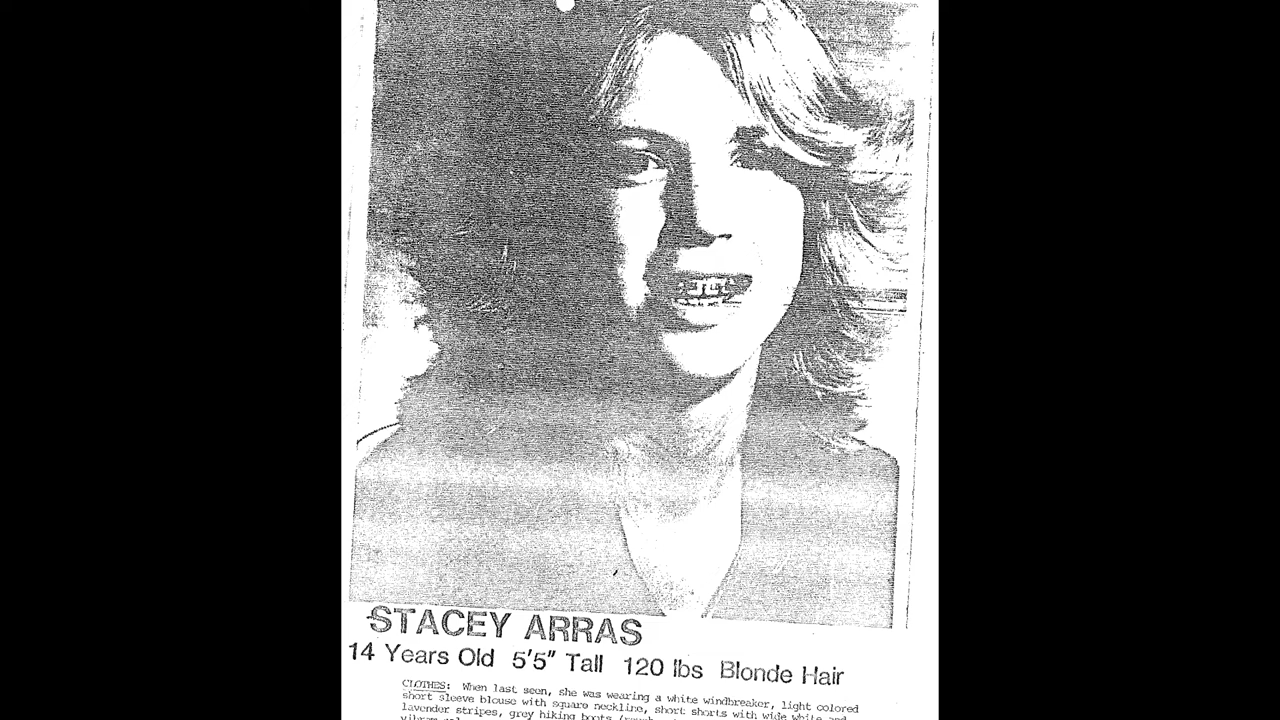 STACEY ARRAS
14 Years Old 5'5" Tall 120 lbs Blonde Hair
CLOTHES: When last seen, she was wearing a white windbreaker, light colored
short sleeve blouse with square neckline, short shorts with wide white and
lavender stripes, grey hiking boots
vibram